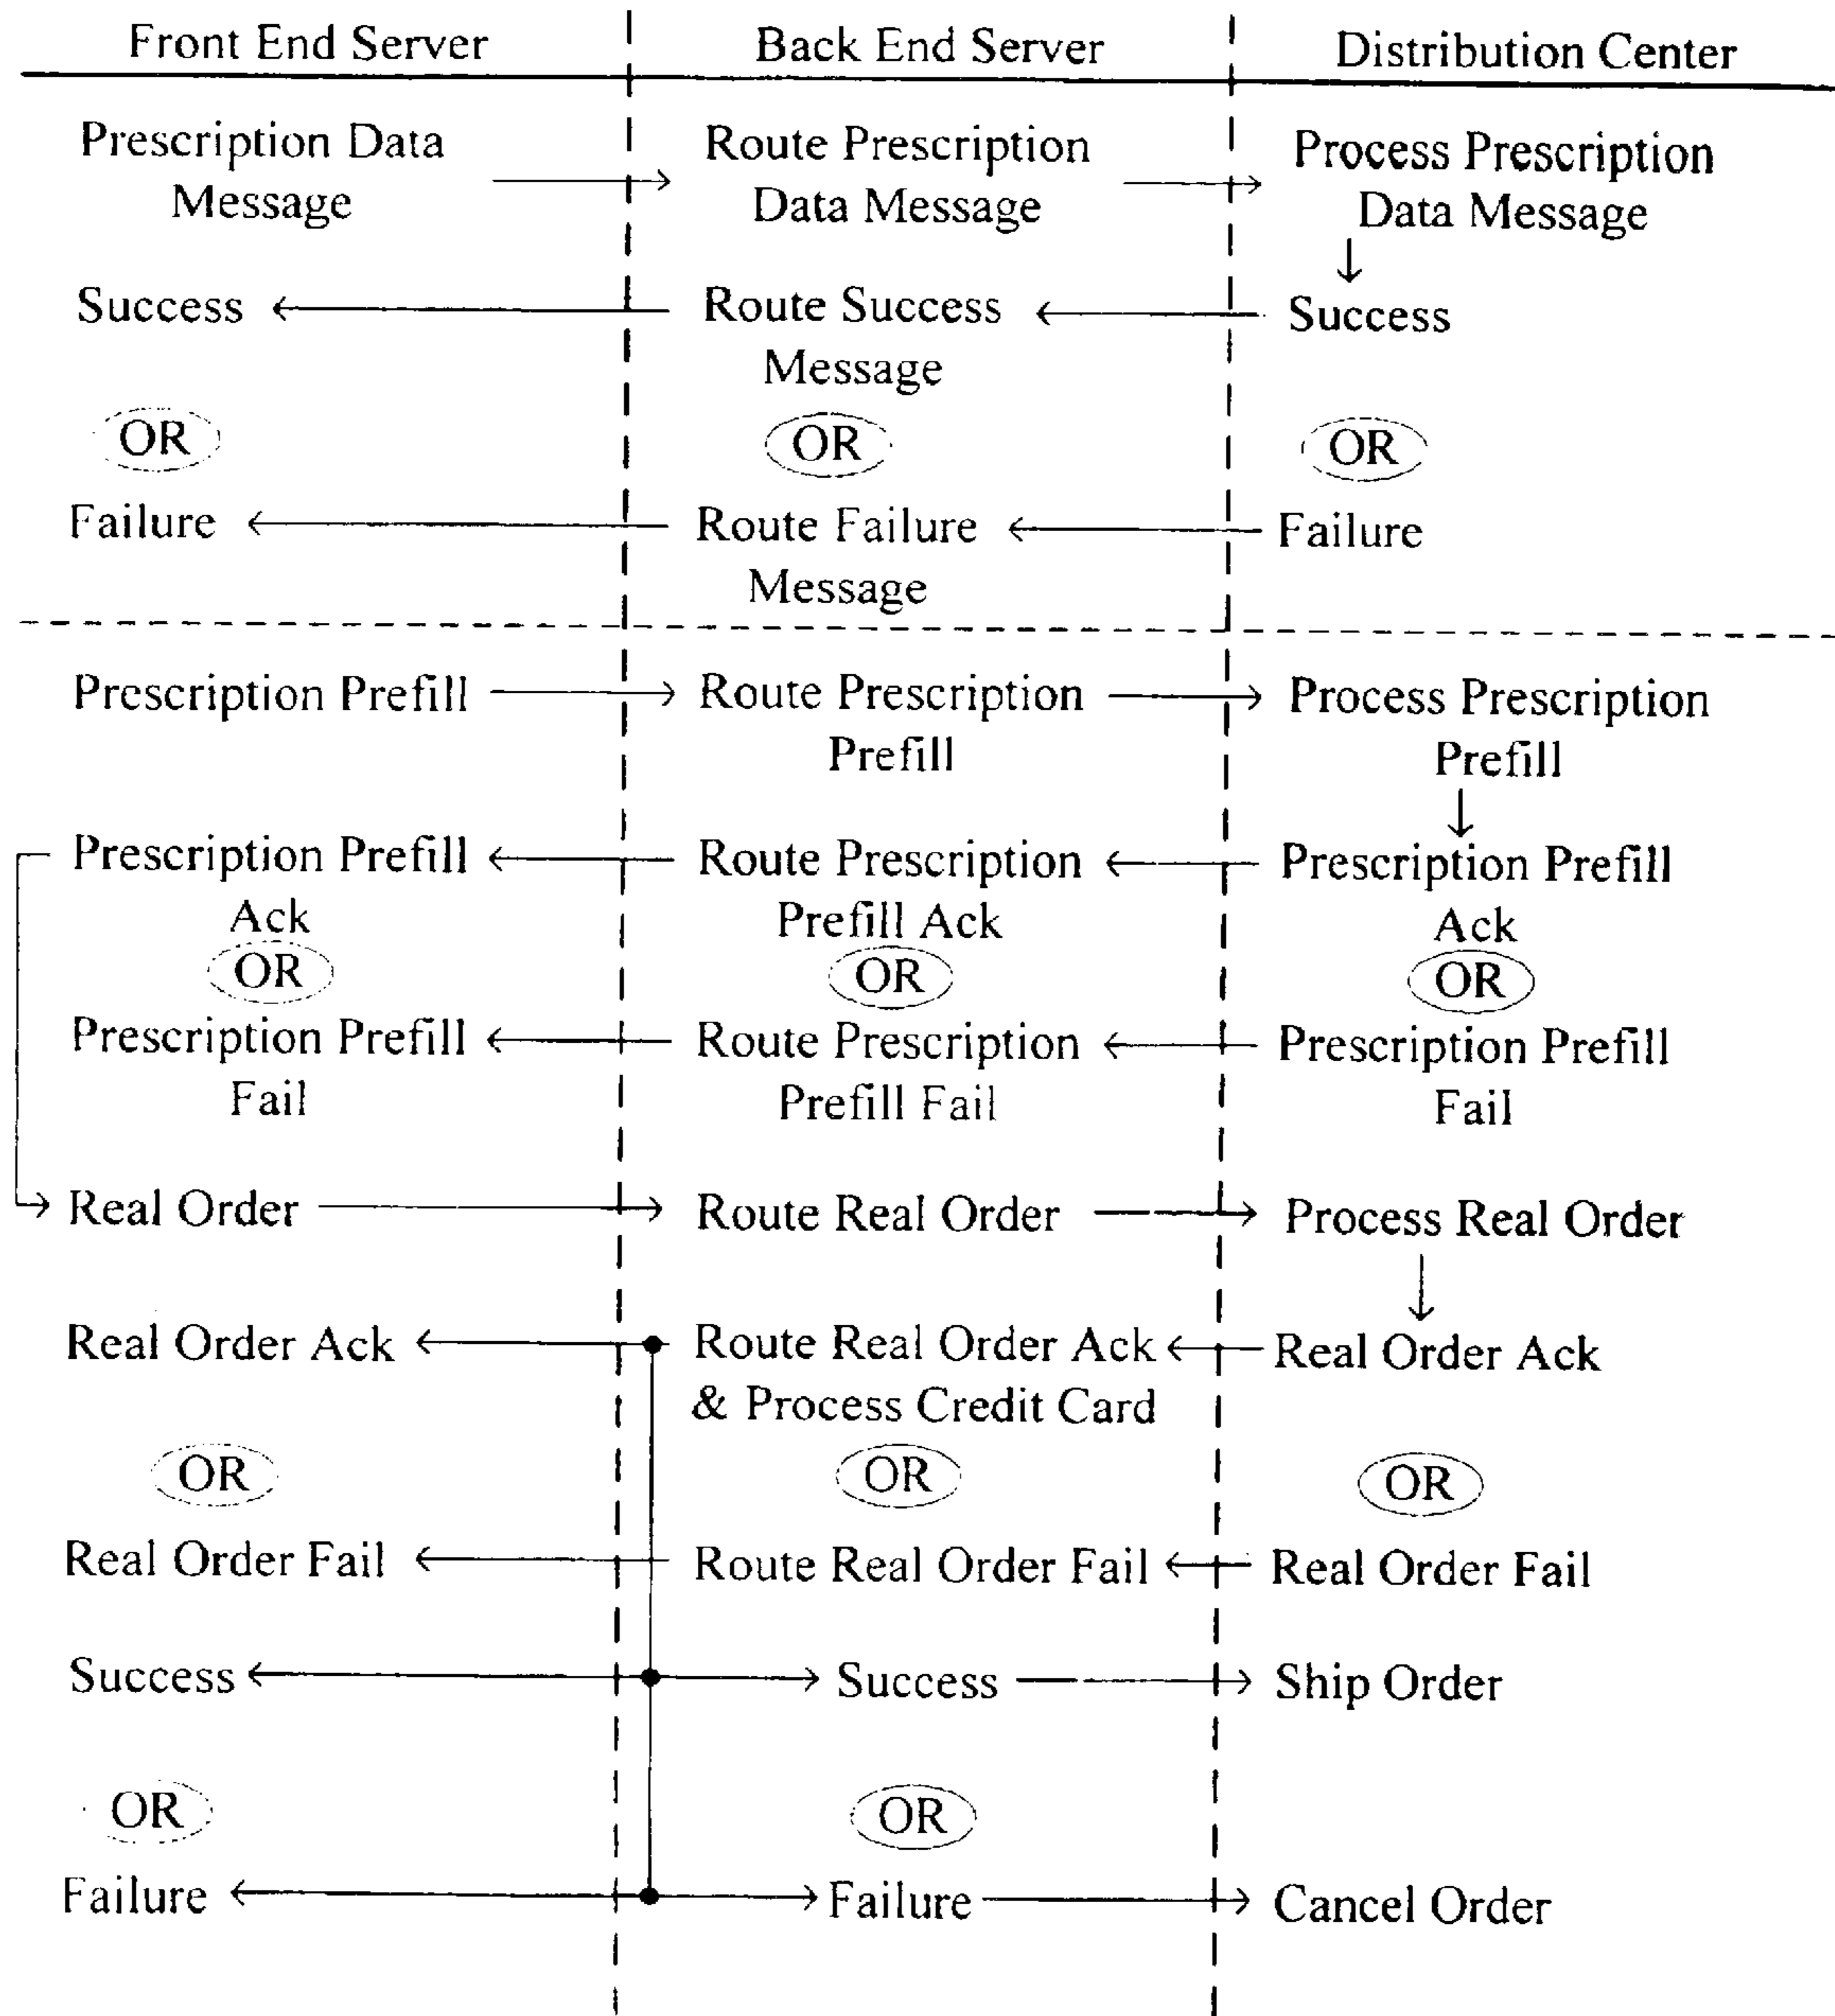 Front End Server
Back End Server
Distribution Center
Prescription Data
Message
Route Prescription
Data Message
Process Prescription
Data Message
Success
Route Success
Message
Success
OR
OR
OR
Failure
Route Failure
Message
Failure
Prescription Prefill
Route Prescription
Prefill
Process Prescription
Prefill
Prescription Prefill
Ack
Route Prescription
Prefill Ack
Prescription Prefill
Ack
OR
OR
OR
Prescription Prefill
Fail
Route Prescription
Prefill Fail
Prescription Prefill
Fail
Real Order
Route Real Order
Process Real Order
Real Order Ack
Route Real Order Ack
& Process Credit Card
Real Order Ack
OR
OR
OR
Real Order Fail
Route Real Order Fail
Real Order Fail
Success
Success
Ship Order
OR
OR
Failure
Failure
Cancel Order